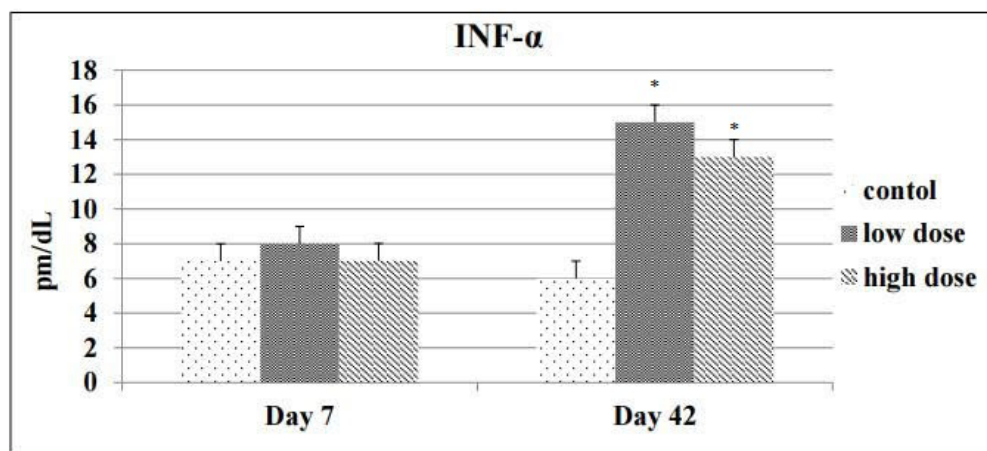 INF-α
18
16
14
12
10
8
6
4
2
0
pm/dL
*
*
Day 7
Day 42
contol
low dose
high dose